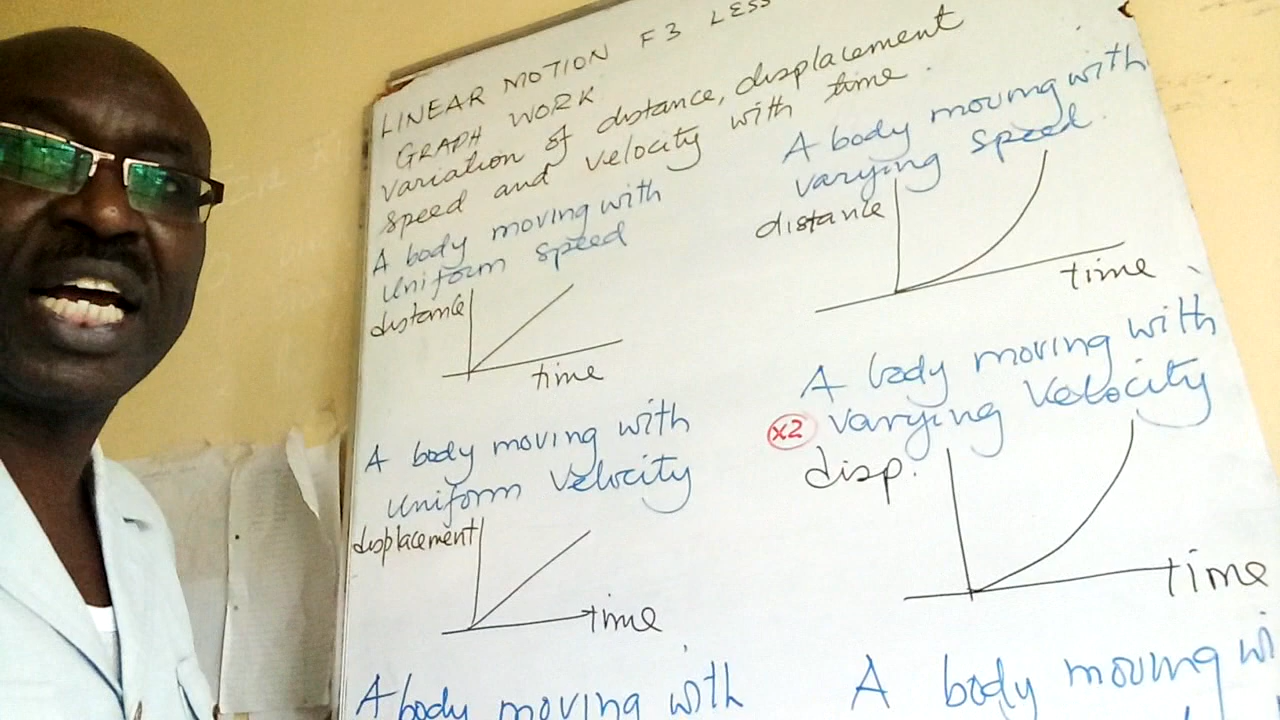 LINEAR MOTION F3 LESS
GRAPH WORK
variation of distance, displacement
speed and velocity with time.
A body moving with
uniform speed
distance
time
A body moving with
varying speed.
distance
time
A body moving with
uniform velocity
displacement
time
A body moving with
x2 varying velocity
disp.
time
A body moving with
A body moving wi